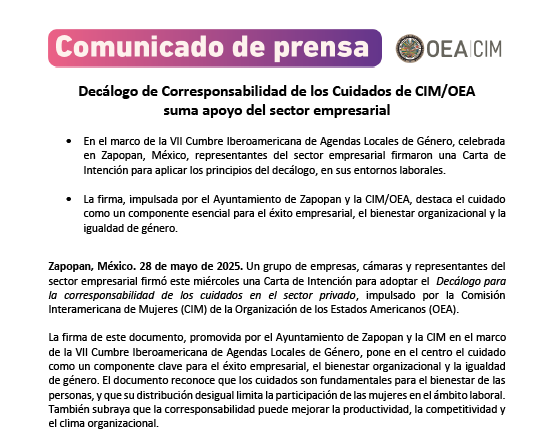 Comunicado de prensa
OEA|CIM
Decálogo de Corresponsabilidad de los Cuidados de CIM/OEA
suma apoyo del sector empresarial
• En el marco de la VII Cumbre Iberoamericana de Agendas Locales de Género, celebrada
en Zapopan, México, representantes del sector empresarial firmaron una Carta de
Intención para aplicar los principios del decálogo, en sus entornos laborales.
• La firma, impulsada por el Ayuntamiento de Zapopan y la CIM/OEA, destaca el cuidado
como un componente esencial para el éxito empresarial, el bienestar organizacional y la
igualdad de género.
Zapopan, México. 28 de mayo de 2025. Un grupo de empresas, cámaras y representantes del
sector empresarial firmó este miércoles una Carta de Intención para adoptar el Decálogo para
la corresponsabilidad de los cuidados en el sector privado, impulsado por la Comisión
Interamericana de Mujeres (CIM) de la Organización de los Estados Americanos (OEA).
La firma de este documento, promovida por el Ayuntamiento de Zapopan y la CIM en el marco
de la VII Cumbre Iberoamericana de Agendas Locales de Género, pone en el centro el cuidado
como un componente clave para el éxito empresarial, el bienestar organizacional y la igualdad
de género. El documento reconoce que los cuidados son fundamentales para el bienestar de las
personas, y que su distribución desigual limita la participación de las mujeres en el ámbito laboral.
También subraya que la corresponsabilidad puede mejorar la productividad, la competitividad y
el clima organizacional.